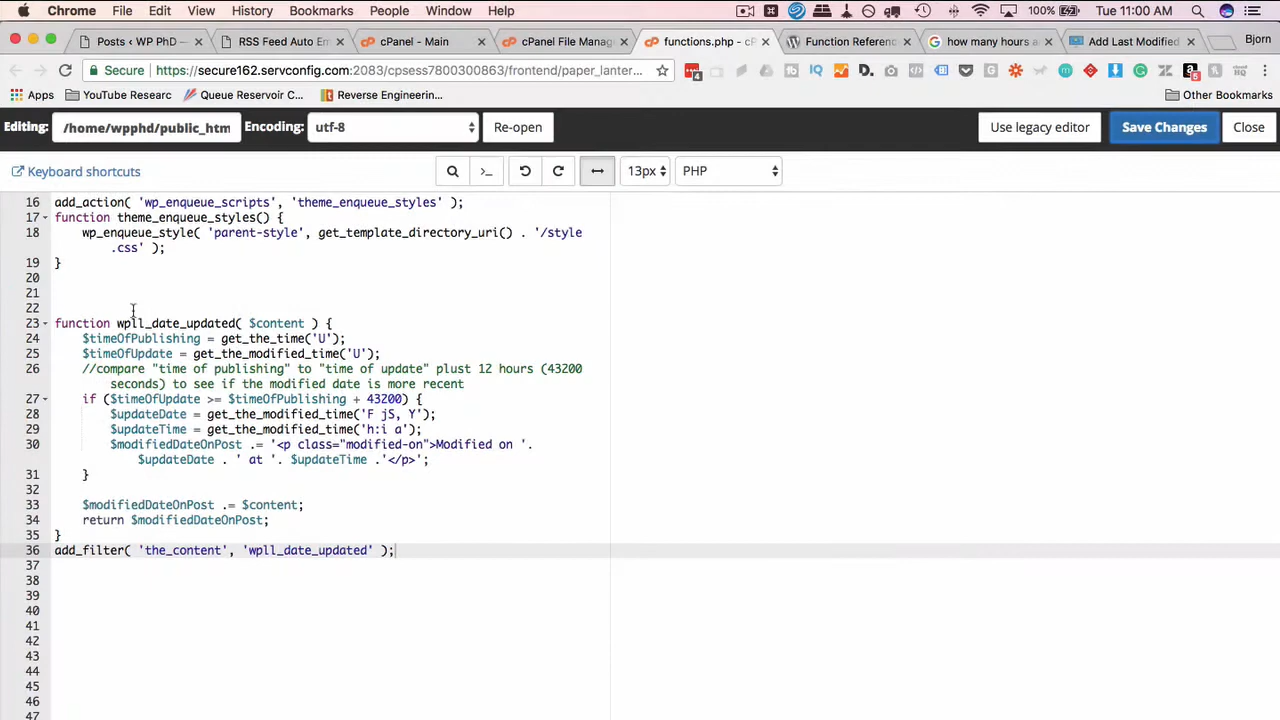 Chrome File Edit View History Bookmarks People Window Help 100% Tue 11:00 AM
Posts ‹ WP PhD — RSS Feed Auto Em cPanel - Main cPanel File Manag functions.php - cP Function Referenc how many hours a Add Last Modified Bjorn
Secure https://secure162.servconfig.com:2083/cpsess7800300863/frontend/paper_lanter...
Apps YouTube Researc Queue Reservoir C... Reverse Engineerin... Other Bookmarks
Editing: /home/wpphd/public_htm Encoding: utf-8 Re-open Use legacy editor Save Changes Close
Keyboard shortcuts 13px PHP
16 add_action( 'wp_enqueue_scripts', 'theme_enqueue_styles' );
17 function theme_enqueue_styles() {
18 wp_enqueue_style( 'parent-style', get_template_directory_uri() . '/style
.css' );
19 }
20
21
22
23 function wpll_date_updated( $content ) {
24 $timeOfPublishing = get_the_time('U');
25 $timeOfUpdate = get_the_modified_time('U');
26 //compare "time of publishing" to "time of update" plust 12 hours (43200
seconds) to see if the modified date is more recent
27 if ($timeOfUpdate >= $timeOfPublishing + 43200) {
28 $updateDate = get_the_modified_time('F jS, Y');
29 $updateTime = get_the_modified_time('h:i a');
30 $modifiedDateOnPost .= '<p class="modified-on">Modified on '.
$updateDate . ' at '. $updateTime .'</p>';
31 }
32
33 $modifiedDateOnPost .= $content;
34 return $modifiedDateOnPost;
35 }
36 add_filter( 'the_content', 'wpll_date_updated' );
37
38
39
40
41
42
43
44
45
46
47